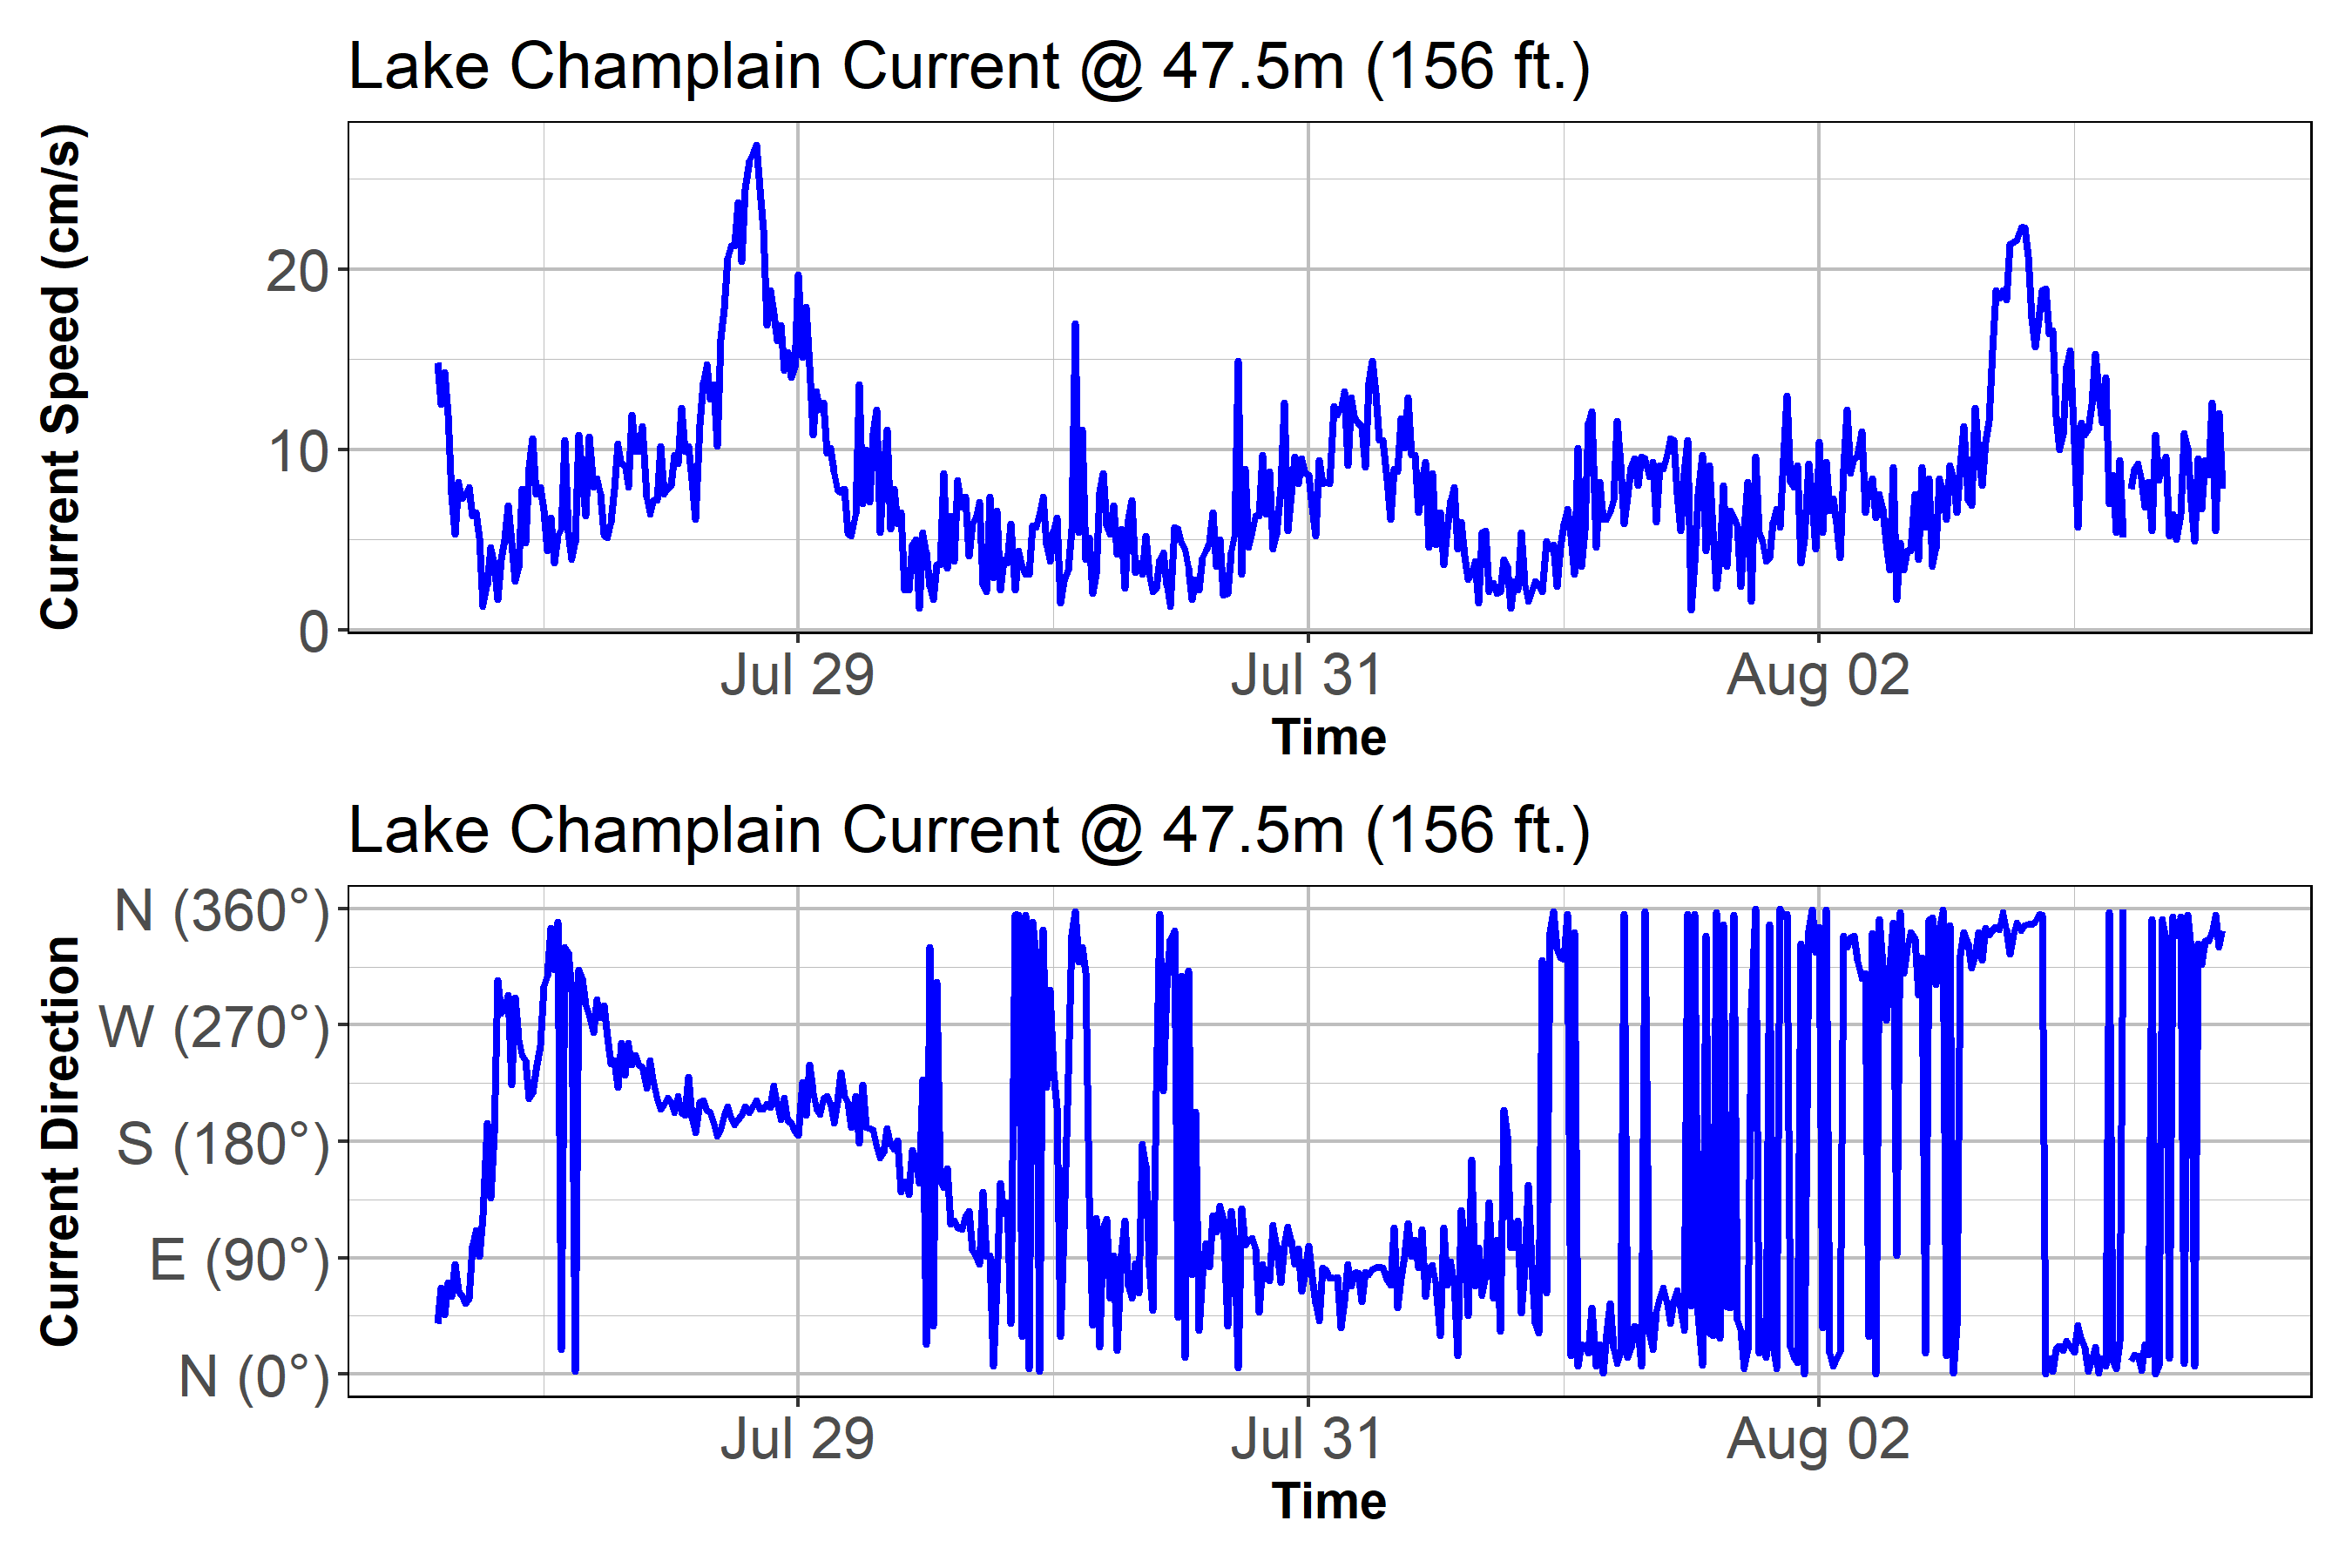 Lake Champlain Current @ 47.5m (156 ft.)
Current Speed (cm/s)
20
10
0
Jul 29 Jul 31 Aug 02
Time
Lake Champlain Current @ 47.5m (156 ft.)
Current Direction
N (360°)
W (270°)
S (180°)
E (90°)
N (0°)
Jul 29 Jul 31 Aug 02
Time